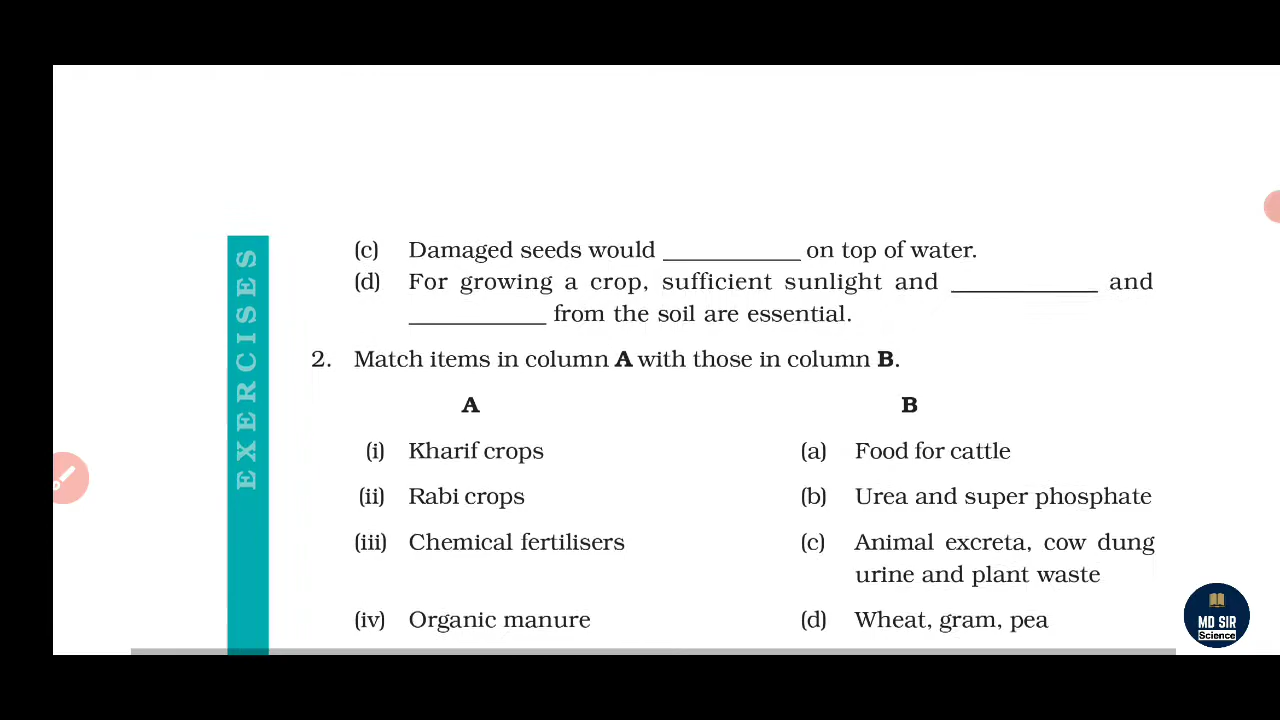 (c) Damaged seeds would ____________ on top of water.
(d) For growing a crop, sufficient sunlight and ____________ and
____________ from the soil are essential.
2. Match items in column A with those in column B.
A B
(i) Kharif crops (a) Food for cattle
(ii) Rabi crops (b) Urea and super phosphate
(iii) Chemical fertilisers (c) Animal excreta, cow dung
urine and plant waste
(iv) Organic manure (d) Wheat, gram, pea
EXERCISES
MD SIR
Science